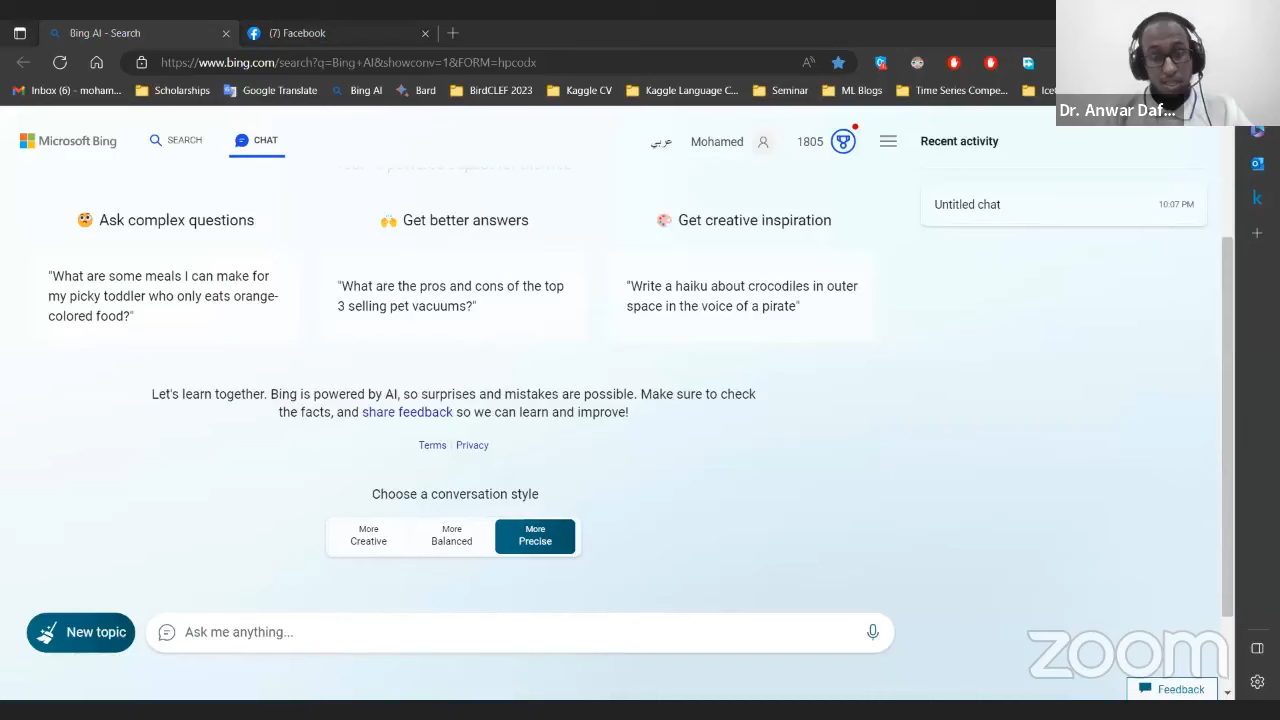 Bing AI - Search
(7) Facebook
https://www.bing.com/search?q=Bing+AI&showconv=1&FORM=hpcodx
Inbox (6) - moham...
Scholarships
Google Translate
Bing AI
Bard
BirdCLEF 2023
Kaggle CV
Kaggle Language C...
Seminar
ML Blogs
Time Series Compe...
Dr. Anwar Daf...
Microsoft Bing
SEARCH
CHAT
عربي
Mohamed
1805
Recent activity
Untitled chat
10:07 PM
Ask complex questions
Get better answers
Get creative inspiration
"What are some meals I can make for
my picky toddler who only eats orange-
colored food?"
"What are the pros and cons of the top
3 selling pet vacuums?"
"Write a haiku about crocodiles in outer
space in the voice of a pirate"
Let's learn together. Bing is powered by AI, so surprises and mistakes are possible. Make sure to check
the facts, and share feedback so we can learn and improve!
Terms | Privacy
Choose a conversation style
More
Creative
More
Balanced
More
Precise
New topic
Ask me anything...
zoom
Feedback